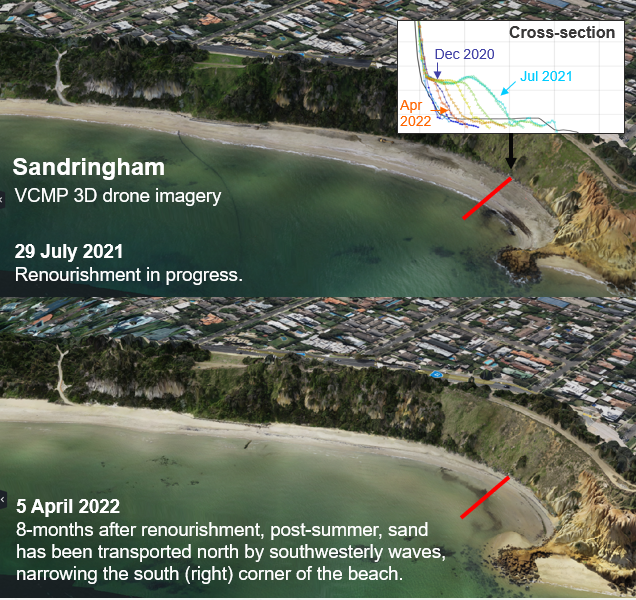 Cross-section
Dec 2020
Jul 2021
Apr
2022
Sandringham
VCMP 3D drone imagery
29 July 2021
Renourishment in progress.
5 April 2022
8-months after renourishment, post-summer, sand
has been transported north by southwesterly waves,
narrowing the south (right) corner of the beach.